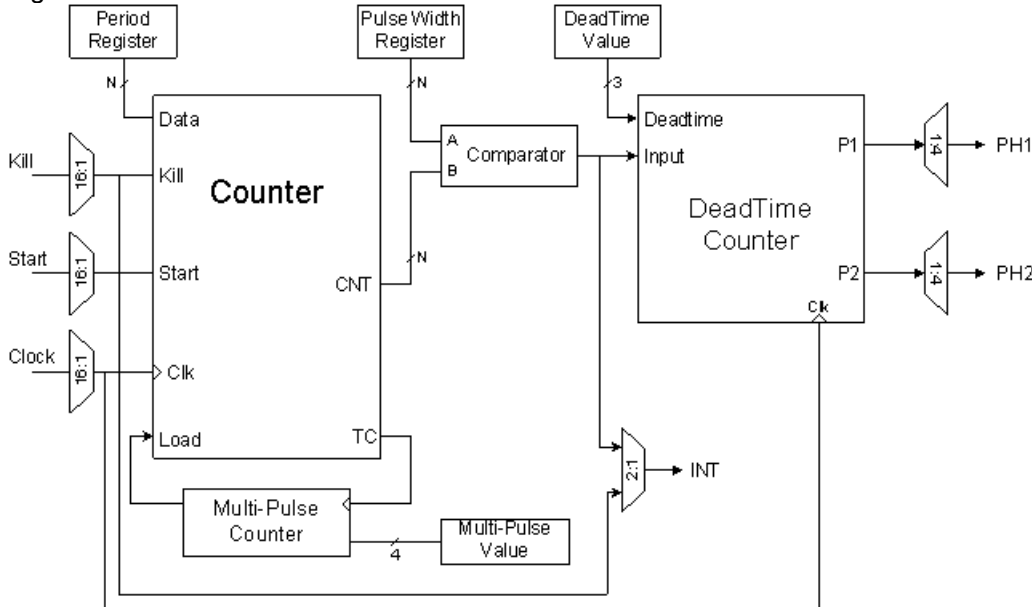 Period
Register
Pulse Width
Register
DeadTime
Value
N
N
3
Data
Deadtime
Kill
16:1
Kill
Counter
A
B
Comparator
Input
P1
1:4
PH1
DeadTime
Counter
Start
16:1
Start
CNT
N
P2
1:4
PH2
Clk
Clock
16:1
Clk
Load
TC
2:1
INT
Multi-Pulse
Counter
4
Multi-Pulse
Value